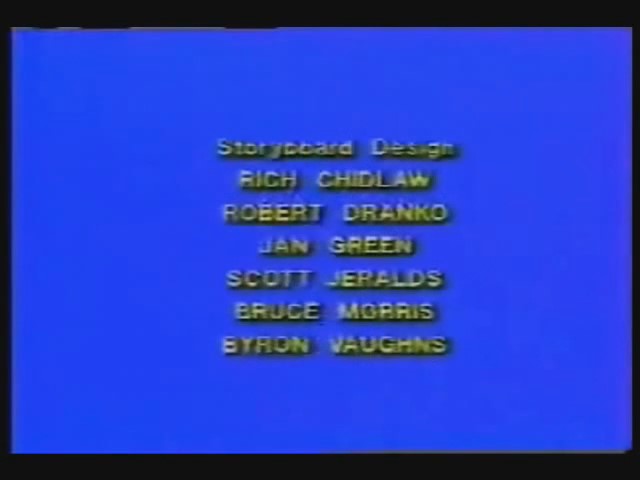 Storyboard Design
RICH CHIDLAW
ROBERT DRANKO
JAN GREEN
SCOTT JERALDS
BRUCE MORRIS
BYRON VAUGHNS